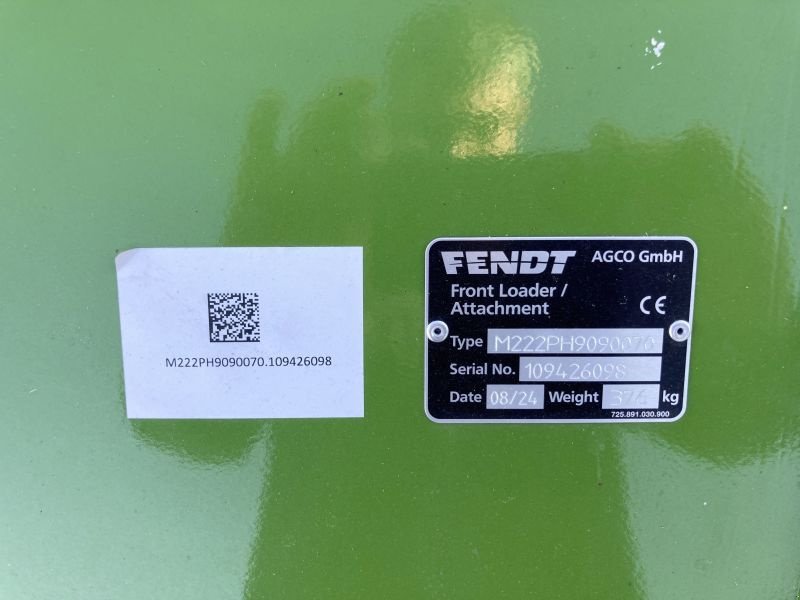 M222PH9090070.109426098
FENDT AGCO GmbH
Front Loader /
Attachment
CE
Type M222PH9090070
Serial No. 109426098
Date 08/24 Weight 376 kg
725.891.030.900